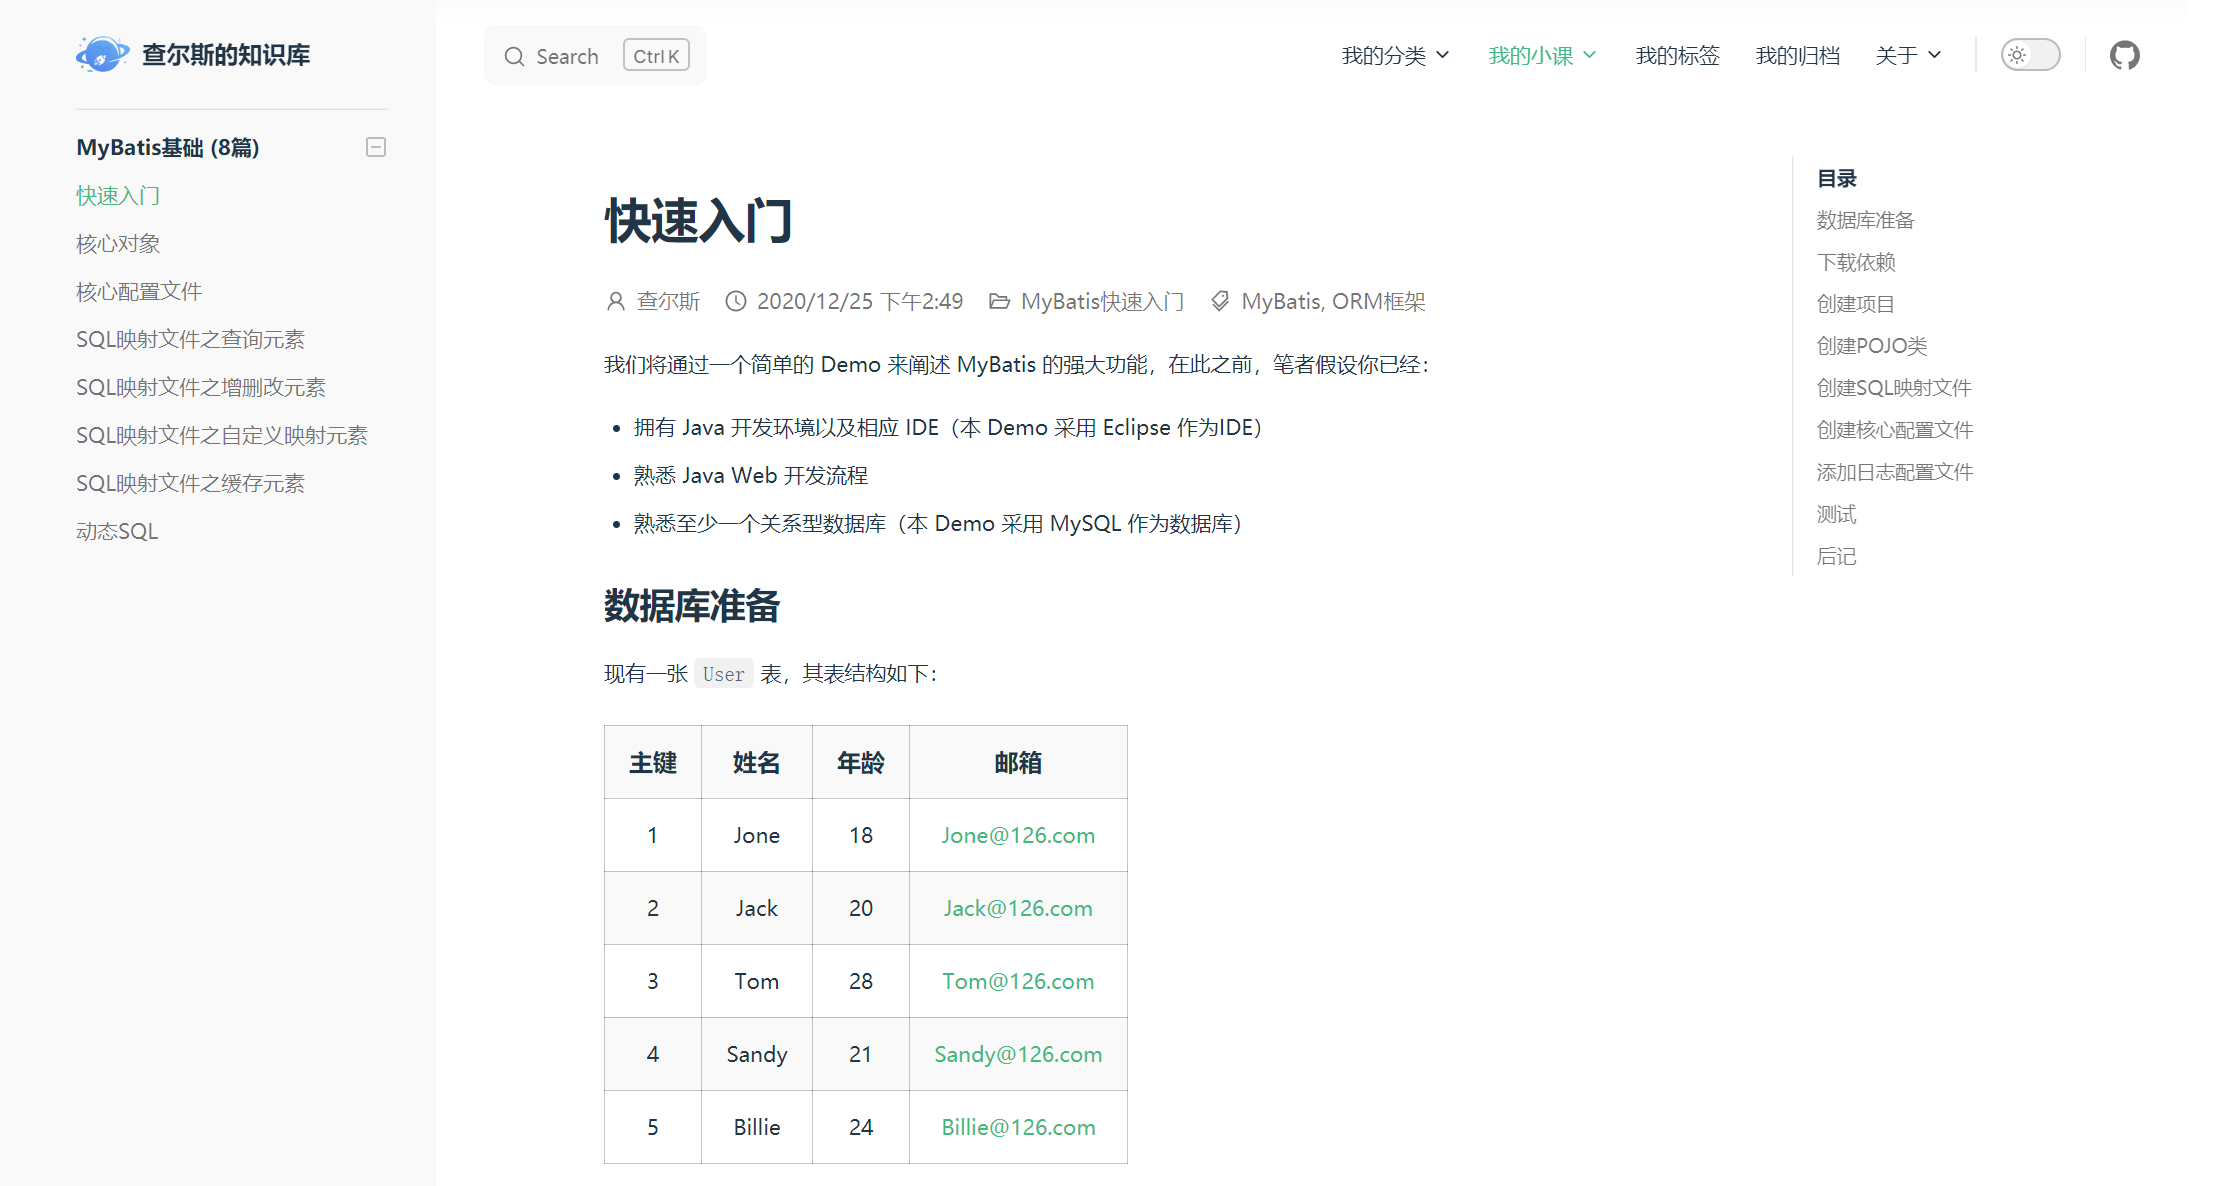 查尔斯的知识库
Search Ctrl K
我的分类 我的小课 我的标签 我的归档 关于
MyBatis基础 (8篇)
快速入门
核心对象
核心配置文件
SQL映射文件之查询元素
SQL映射文件之增删改元素
SQL映射文件之自定义映射元素
SQL映射文件之缓存元素
动态SQL
快速入门
查尔斯 2020/12/25 下午2:49 MyBatis快速入门 MyBatis, ORM框架
我们将通过一个简单的 Demo 来阐述 MyBatis 的强大功能，在此之前，笔者假设你已经：
• 拥有 Java 开发环境以及相应 IDE（本 Demo 采用 Eclipse 作为IDE）
• 熟悉 Java Web 开发流程
• 熟悉至少一个关系型数据库（本 Demo 采用 MySQL 作为数据库）
数据库准备
现有一张 User 表，其表结构如下：
主键 姓名 年龄 邮箱
1 Jone 18 Jone@126.com
2 Jack 20 Jack@126.com
3 Tom 28 Tom@126.com
4 Sandy 21 Sandy@126.com
5 Billie 24 Billie@126.com
目录
数据库准备
下载依赖
创建项目
创建POJO类
创建SQL映射文件
创建核心配置文件
添加日志配置文件
测试
后记